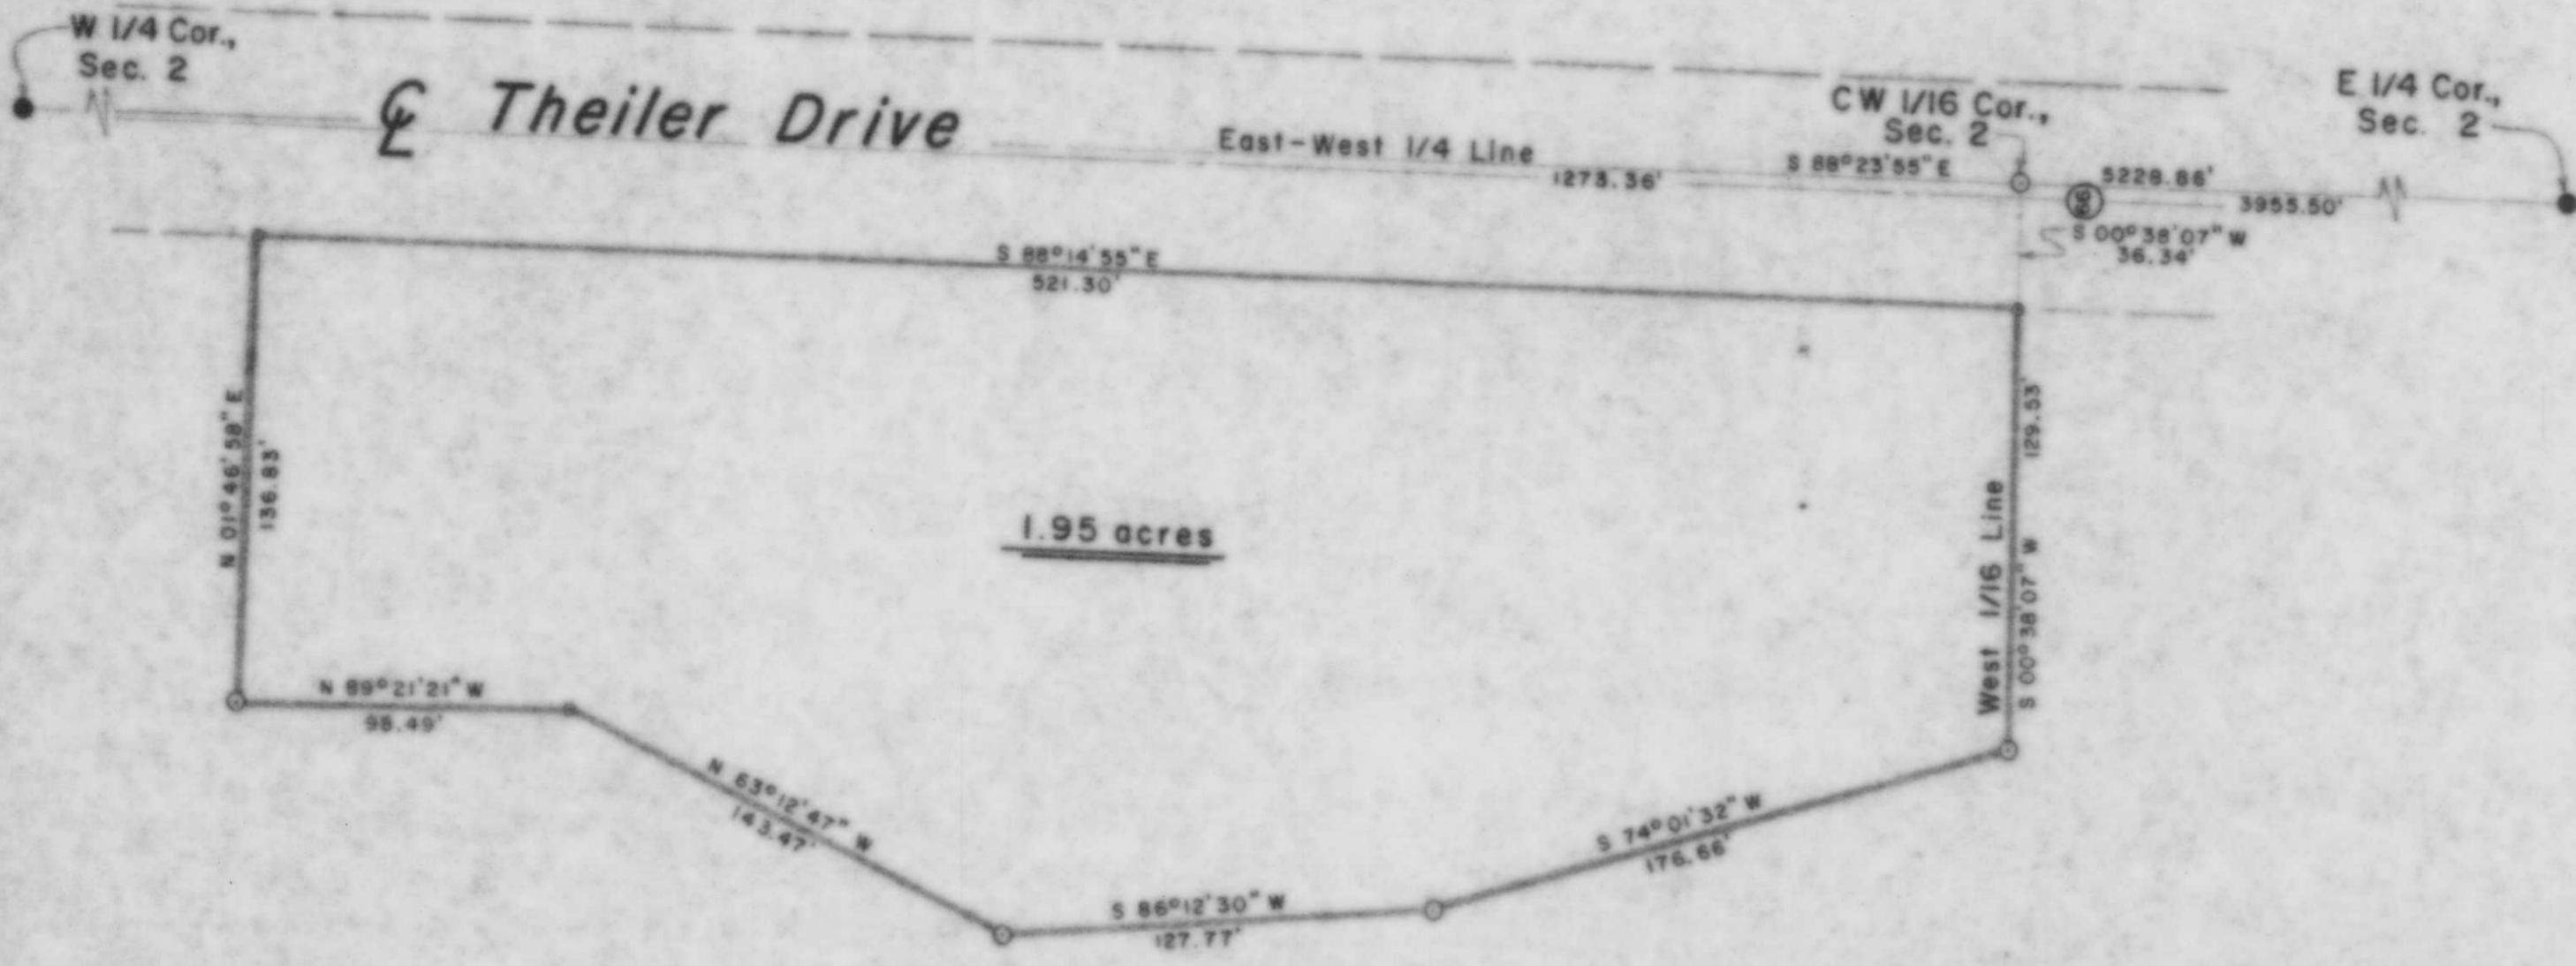 W 1/4 Cor.,
Sec. 2
℄ Theiler Drive
East-West 1/4 Line
1273.36'
S 88°23'55" E
CW 1/16 Cor.,
Sec. 2
E 1/4 Cor.,
Sec. 2
5228.86'
66
3955.50'
S 00°38'07" W
36.34'
S 88°14'55" E
521.30'
N 01°46'58" E
136.83'
1.95 acres
129.53'
West 1/16 Line
S 00°38'07" W
N 89°21'21" W
98.49'
N 63°12'47" W
143.47'
S 86°12'30" W
127.77'
S 74°01'32" W
176.66'